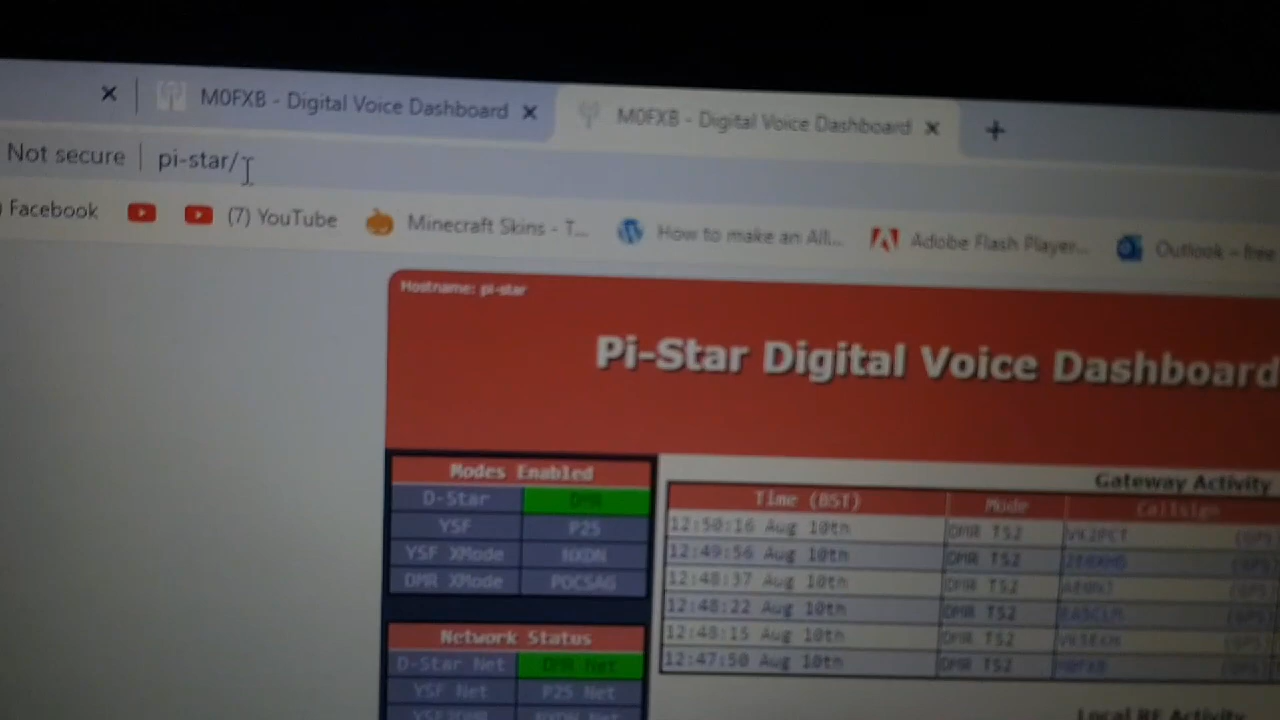 M0FXB - Digital Voice Dashboard
M0FXB - Digital Voice Dashboard
Not secure | pi-star/
Facebook
(7) YouTube
Minecraft Skins - T...
How to make an All...
Adobe Flash Player...
Outlook – free
Hostname: pi-star
Pi-Star Digital Voice Dashboard
Modes Enabled
D-Star DMR
YSF P25
YSF XMode NXDN
DMR XMode POCSAG
Network Status
D-Star Net DMR Net
YSF Net P25 Net
Gateway Activity
Time (BST) Mode Callsign
12:50:16 Aug 10th DMR TS2
12:49:56 Aug 10th DMR TS2
12:48:37 Aug 10th DMR TS2
12:48:22 Aug 10th DMR TS2
12:48:15 Aug 10th DMR TS2
12:47:50 Aug 10th DMR TS2
Local RF Activity